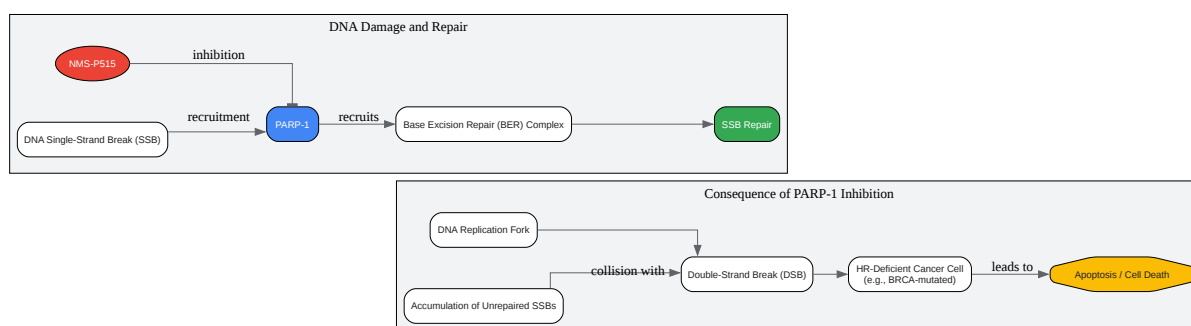 DNA Damage and Repair
NMS-P515
inhibition
DNA Single-Strand Break (SSB)
recruitment
PARP-1
recruits
Base Excision Repair (BER) Complex
SSB Repair
Consequence of PARP-1 Inhibition
DNA Replication Fork
Accumulation of Unrepaired SSBs
collision with
Double-Strand Break (DSB)
HR-Deficient Cancer Cell
(e.g., BRCA-mutated)
leads to
Apoptosis / Cell Death